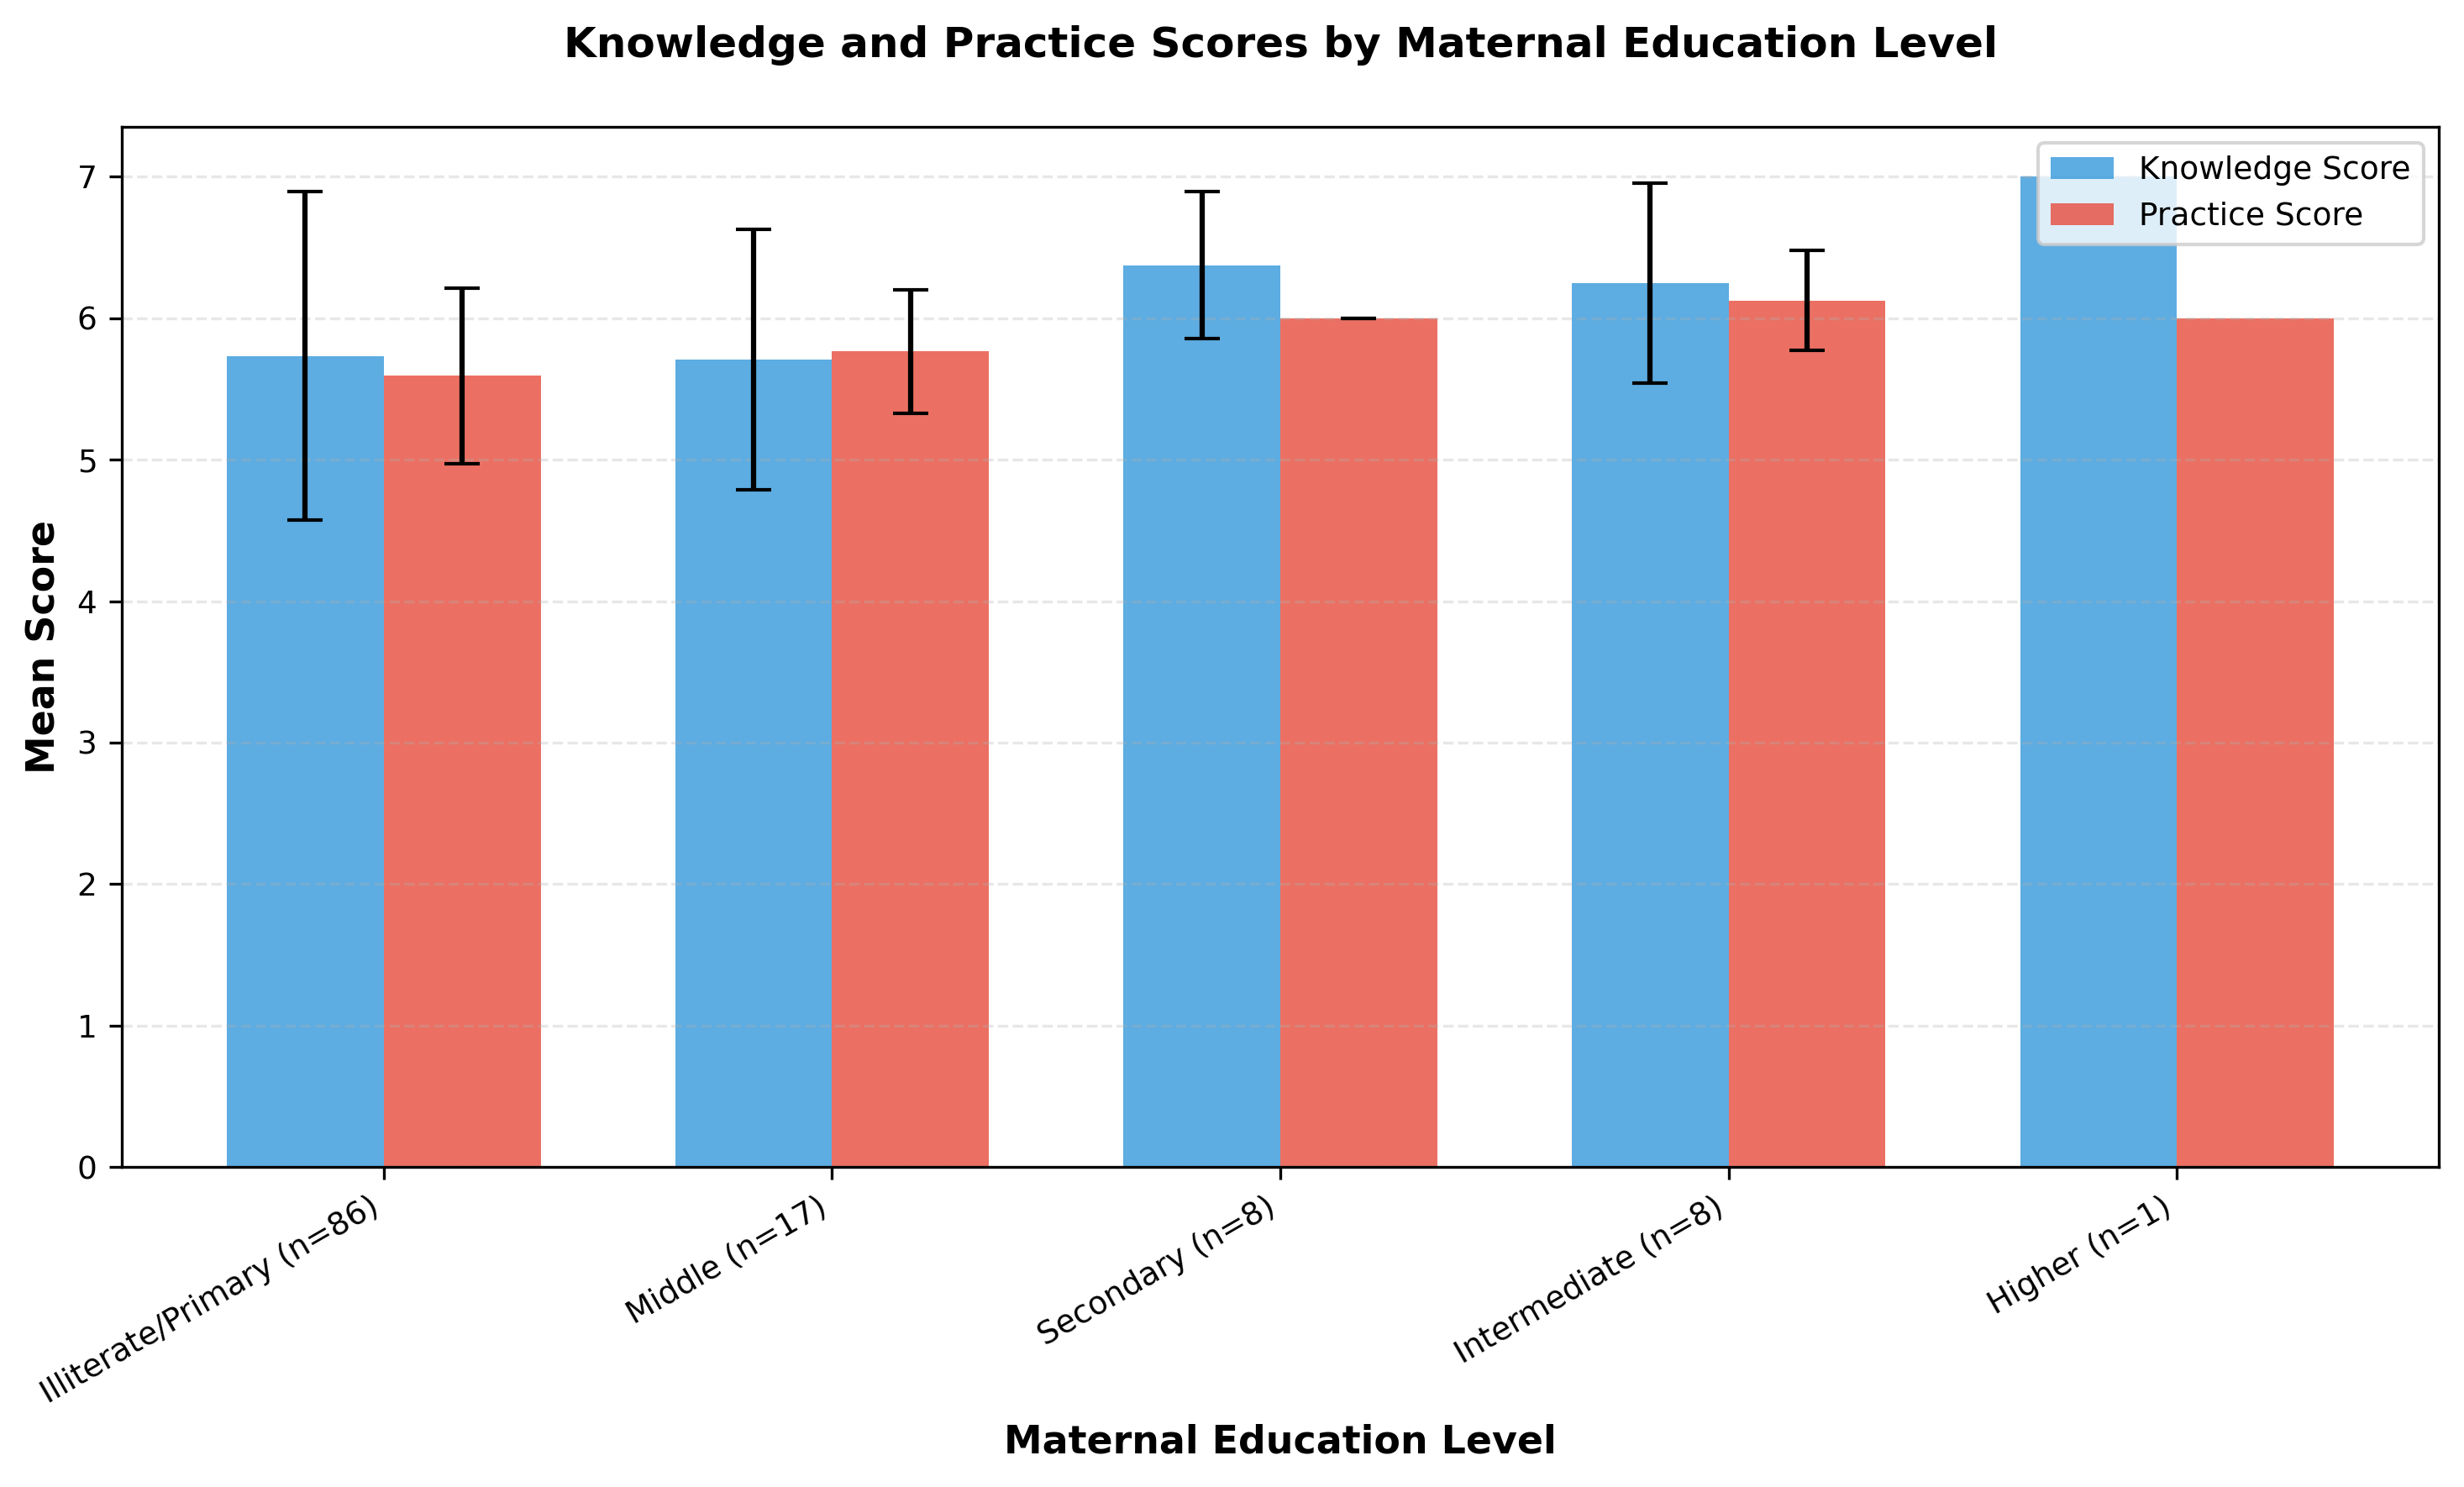 Knowledge and Practice Scores by Maternal Education Level
Knowledge Score
Practice Score
Mean Score
7
6
5
4
3
2
1
0
Illiterate/Primary (n=86)
Middle (n=17)
Secondary (n=8)
Intermediate (n=8)
Higher (n=1)
Maternal Education Level